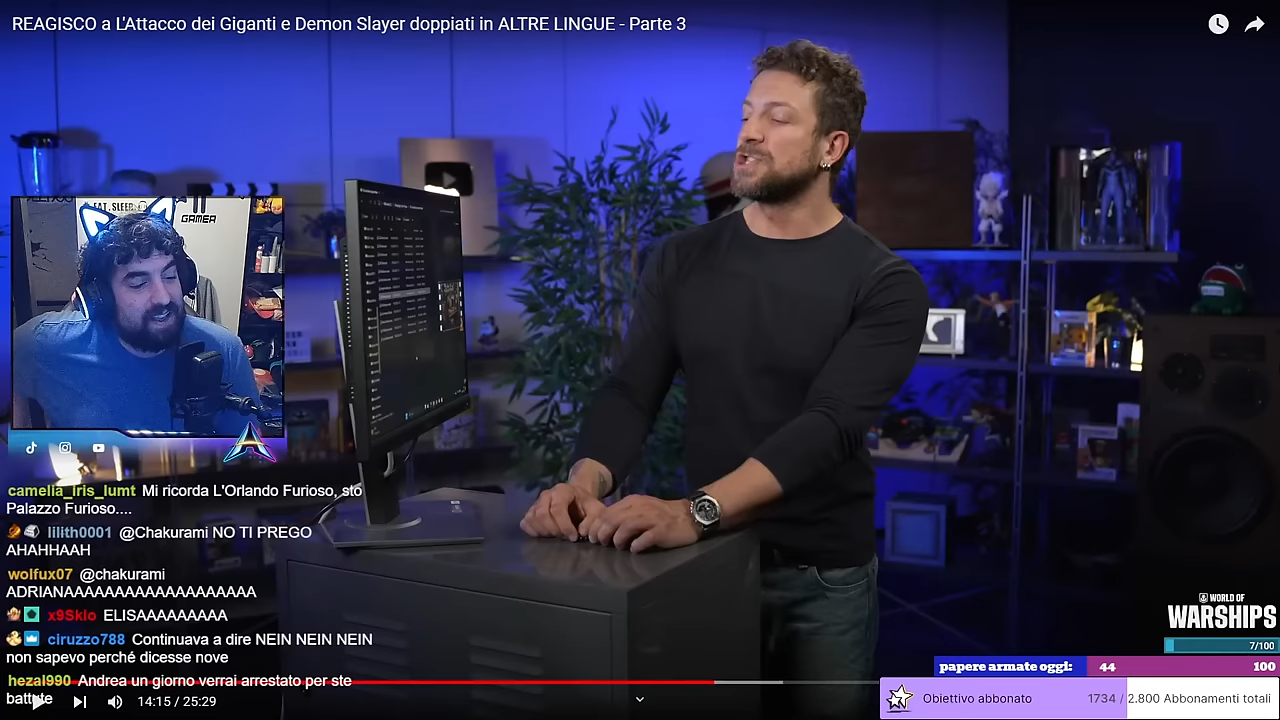 REAGISCO a L'Attacco dei Giganti e Demon Slayer doppiati in ALTRE LINGUE - Parte 3
EAT. SLEEP.
GAMER
camelia_iris_lumt Mi ricorda L'Orlando Furioso, sto
Palazzo Furioso....
lilith0001 @Chakurami NO TI PREGO
AHAHHAAH
wolfux07 @chakurami
ADRIANAAAAAAAAAAAAAAAAAAA
x9Sklo ELISAAAAAAAAA
ciruzzo788 Continuava a dire NEIN NEIN NEIN
non sapevo perché dicesse nove
hezal990 Andrea un giorno verrai arrestato per ste
battute
14:15 / 25:29
WORLD OF
WARSHIPS
7/100
papere armate oggi: 44 100
Obiettivo abbonato 1734 / 2.800 Abbonamenti totali